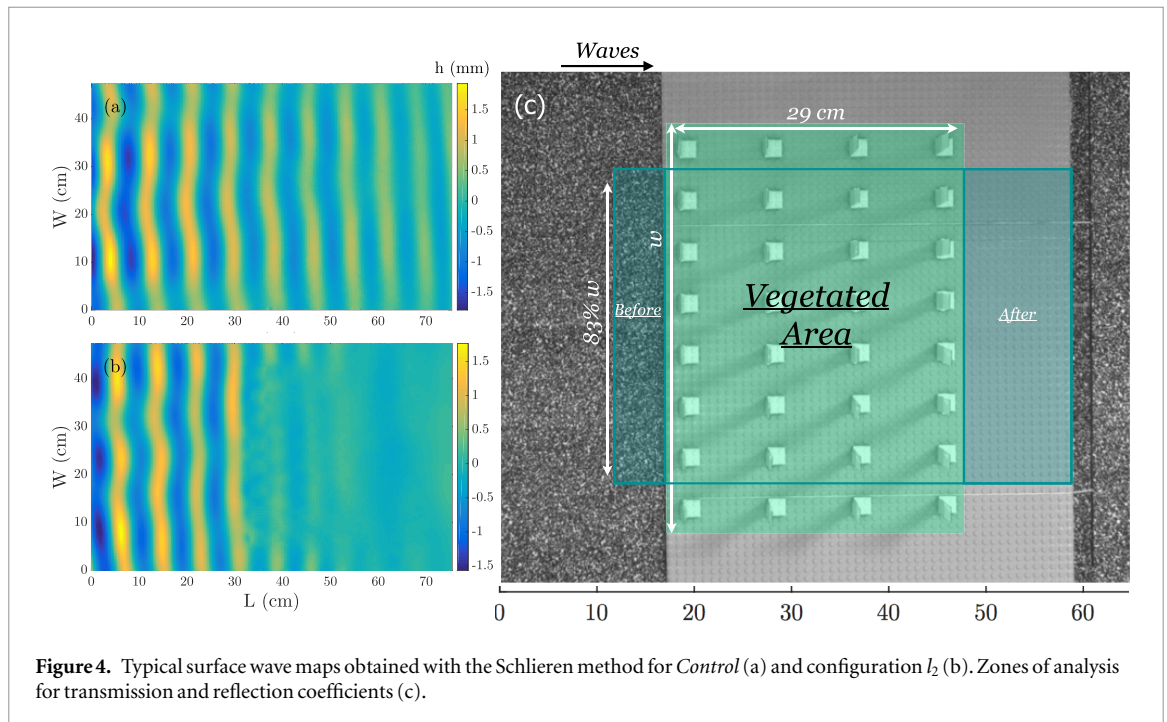 h (mm)
(a)
40
30
20
10
0
W (cm)
0 10 20 30 40 50 60 70
1.5
1
0.5
0
-0.5
-1
-1.5
(b)
40
30
20
10
0
W (cm)
0 10 20 30 40 50 60 70
L (cm)
1.5
1
0.5
0
-0.5
-1
-1.5
Waves
(c)
29 cm
w
83% w
Before
Vegetated
Area
After
0 10 20 30 40 50 60
Figure 4. Typical surface wave maps obtained with the Schlieren method for Control (a) and configuration l₂ (b). Zones of analysis
for transmission and reflection coefficients (c).